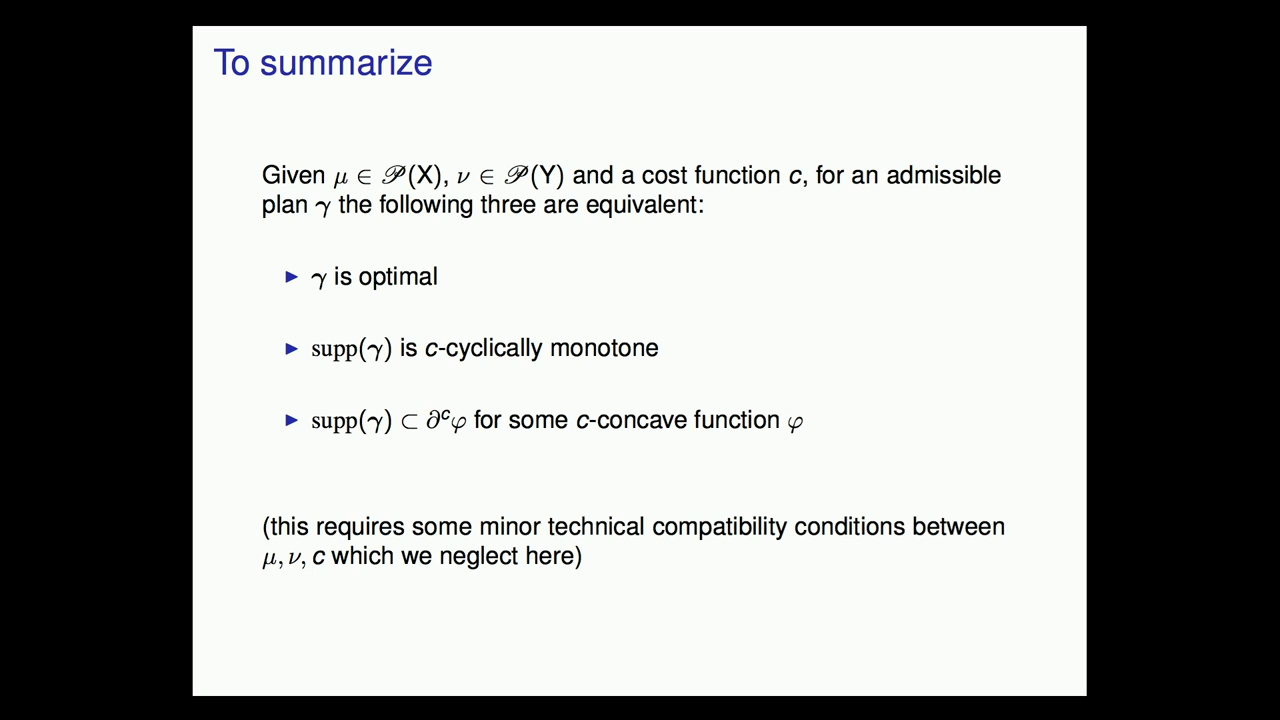 To summarize
Given μ ∈ 𝒫(X), ν ∈ 𝒫(Y) and a cost function c, for an admissible
plan γ the following three are equivalent:
▶ γ is optimal
▶ supp(γ) is c-cyclically monotone
▶ supp(γ) ⊂ ∂ᶜφ for some c-concave function φ
(this requires some minor technical compatibility conditions between
μ, ν, c which we neglect here)